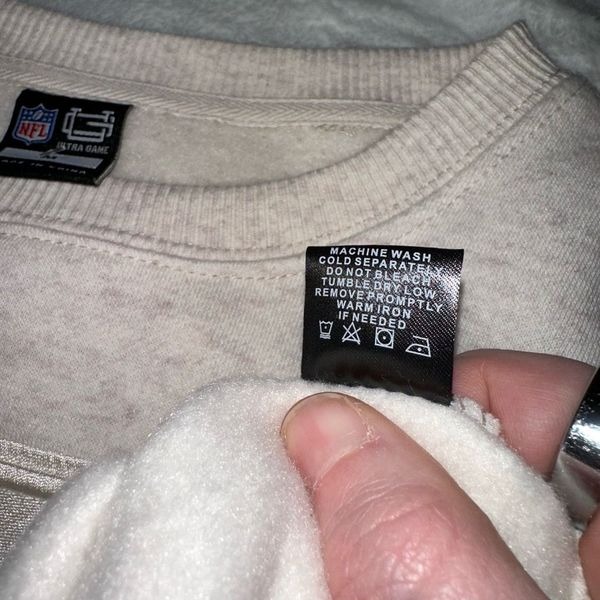 NFL
ULTRA GAME
MACHINE WASH
COLD SEPARATELY
DO NOT BLEACH
TUMBLE DRY LOW
REMOVE PROMPTLY
WARM IRON
IF NEEDED